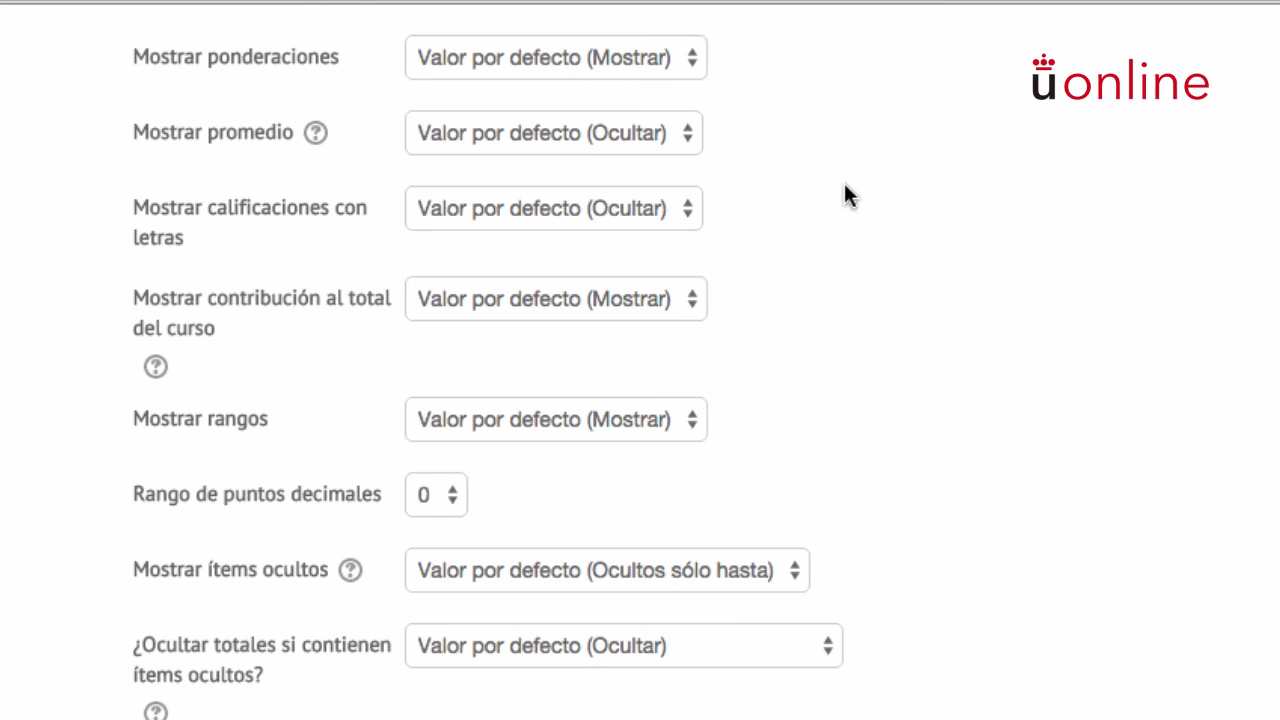 Mostrar ponderaciones Valor por defecto (Mostrar)
uonline
Mostrar promedio Valor por defecto (Ocultar)
Mostrar calificaciones con Valor por defecto (Ocultar)
letras
Mostrar contribución al total Valor por defecto (Mostrar)
del curso
Mostrar rangos Valor por defecto (Mostrar)
Rango de puntos decimales 0
Mostrar ítems ocultos Valor por defecto (Ocultos sólo hasta)
¿Ocultar totales si contienen Valor por defecto (Ocultar)
ítems ocultos?